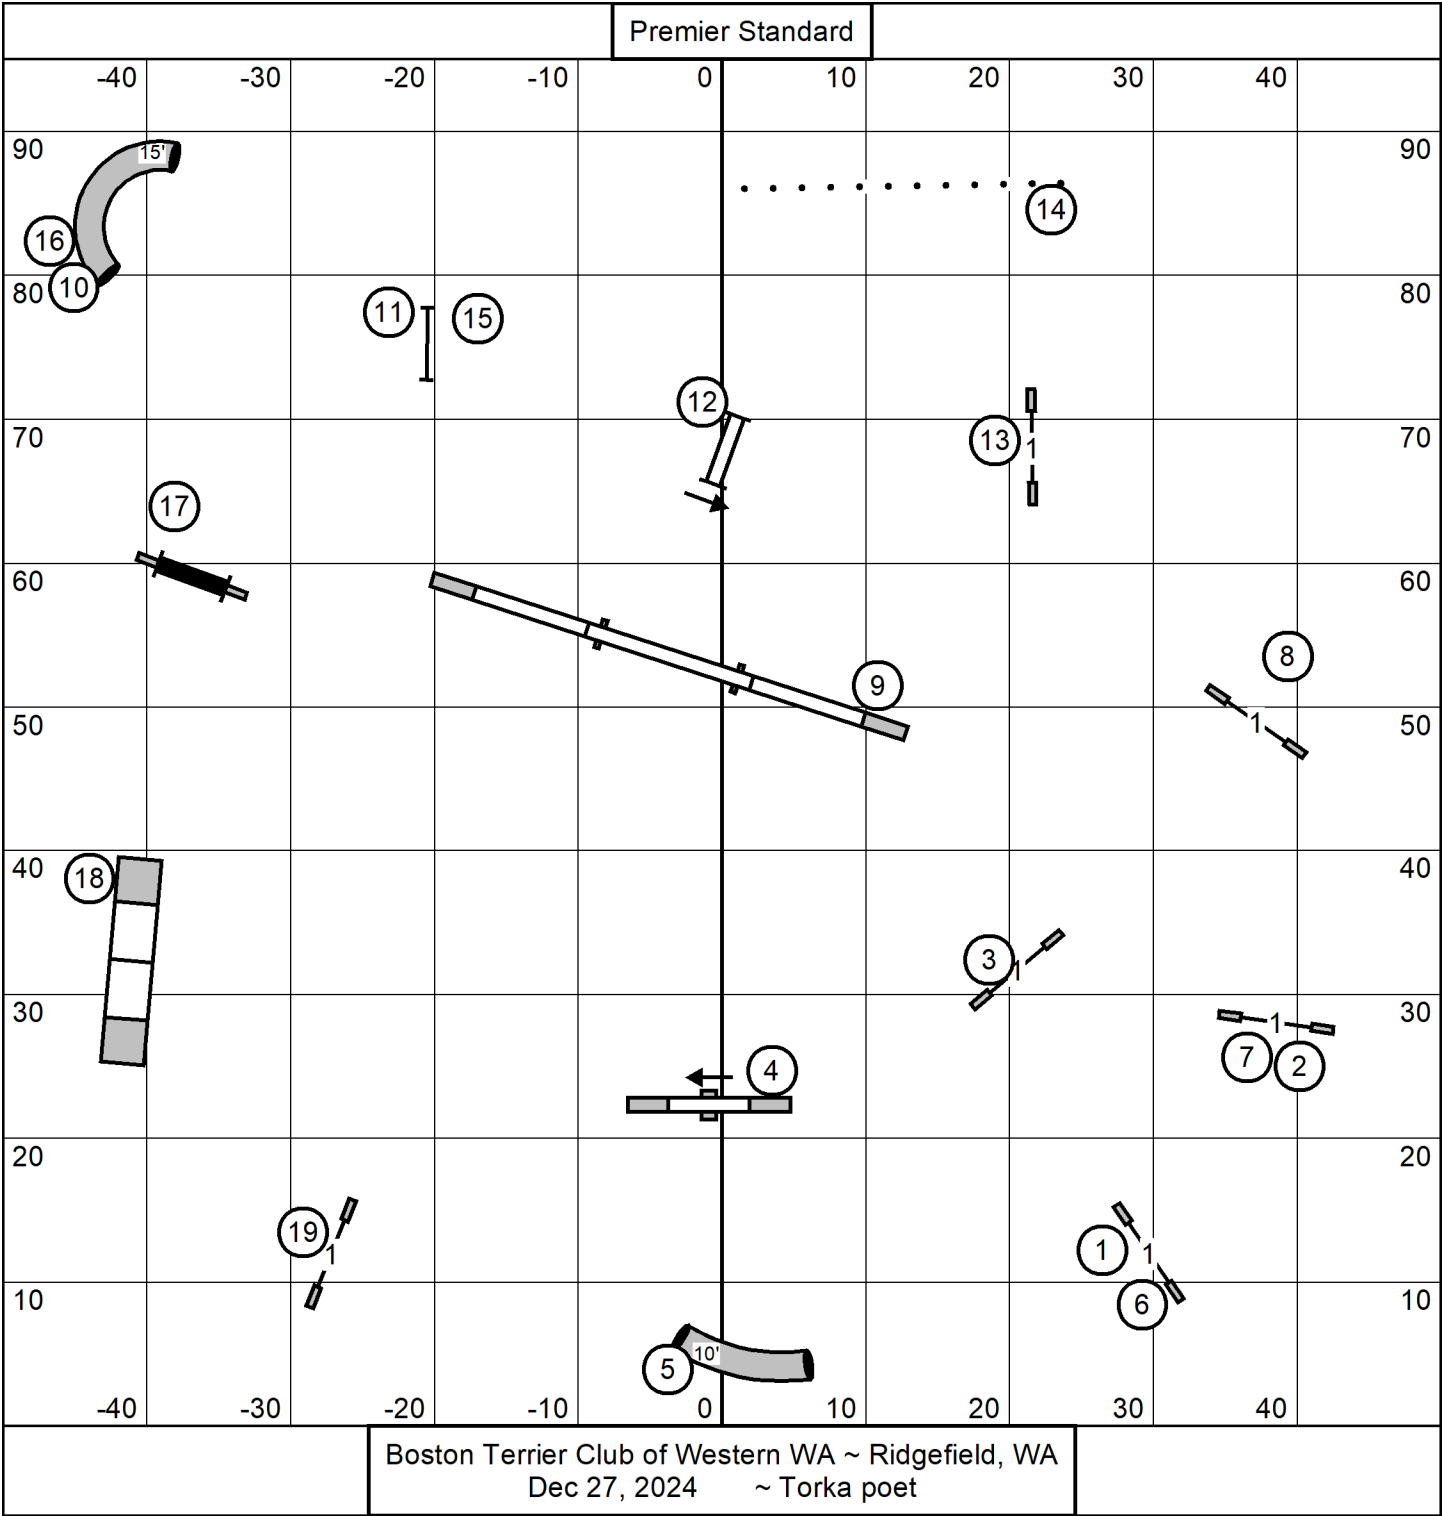 Premier Standard
-40 -30 -20 -10 0 10 20 30 40
90 15' 90
14
16
10
80 80
11 15
12
70 13 1 70
17
60 60
8
9
50 1 50
40 40
18
3 1
30 30
1
7 2
4
20 20
19 1
1 1
10 6 10
5 10'
-40 -30 -20 -10 0 10 20 30 40
Boston Terrier Club of Western WA ~ Ridgefield, WA
Dec 27, 2024 ~ Torka poet